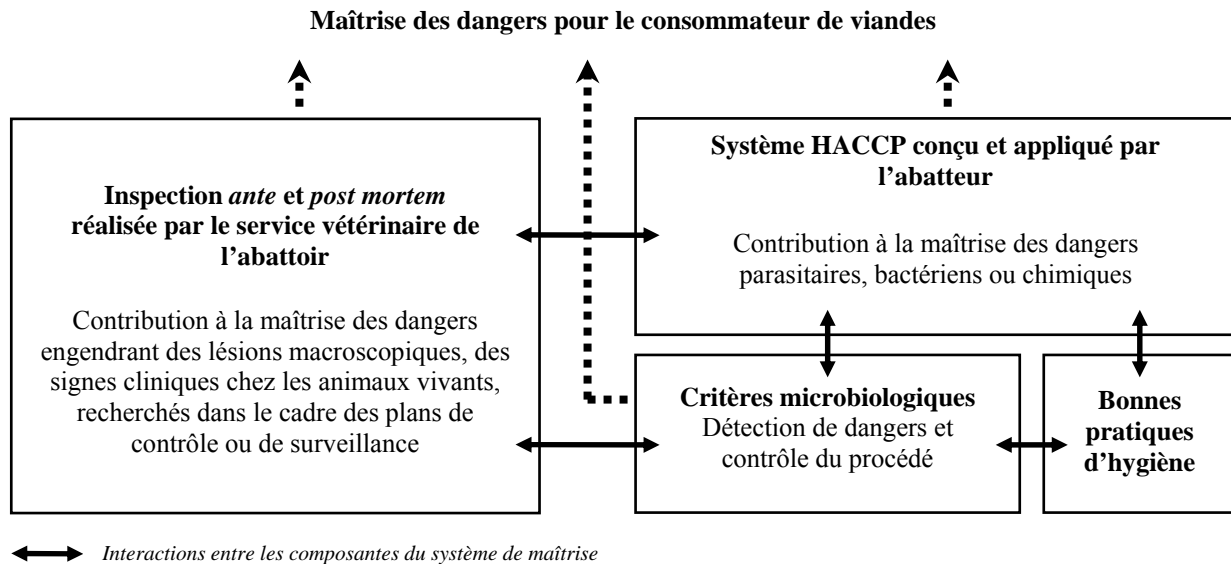 Maîtrise des dangers pour le consommateur de viandes
Inspection ante et post mortem
réalisée par le service vétérinaire de
l’abattoir
Contribution à la maîtrise des dangers
engendrant des lésions macroscopiques, des
signes cliniques chez les animaux vivants,
recherchés dans le cadre des plans de
contrôle ou de surveillance
Système HACCP conçu et appliqué par
l’abatteur
Contribution à la maîtrise des dangers
parasitaires, bactériens ou chimiques
Critères microbiologiques
Détection de dangers et
contrôle du procédé
Bonnes
pratiques
d’hygiène
Interactions entre les composantes du système de maîtrise